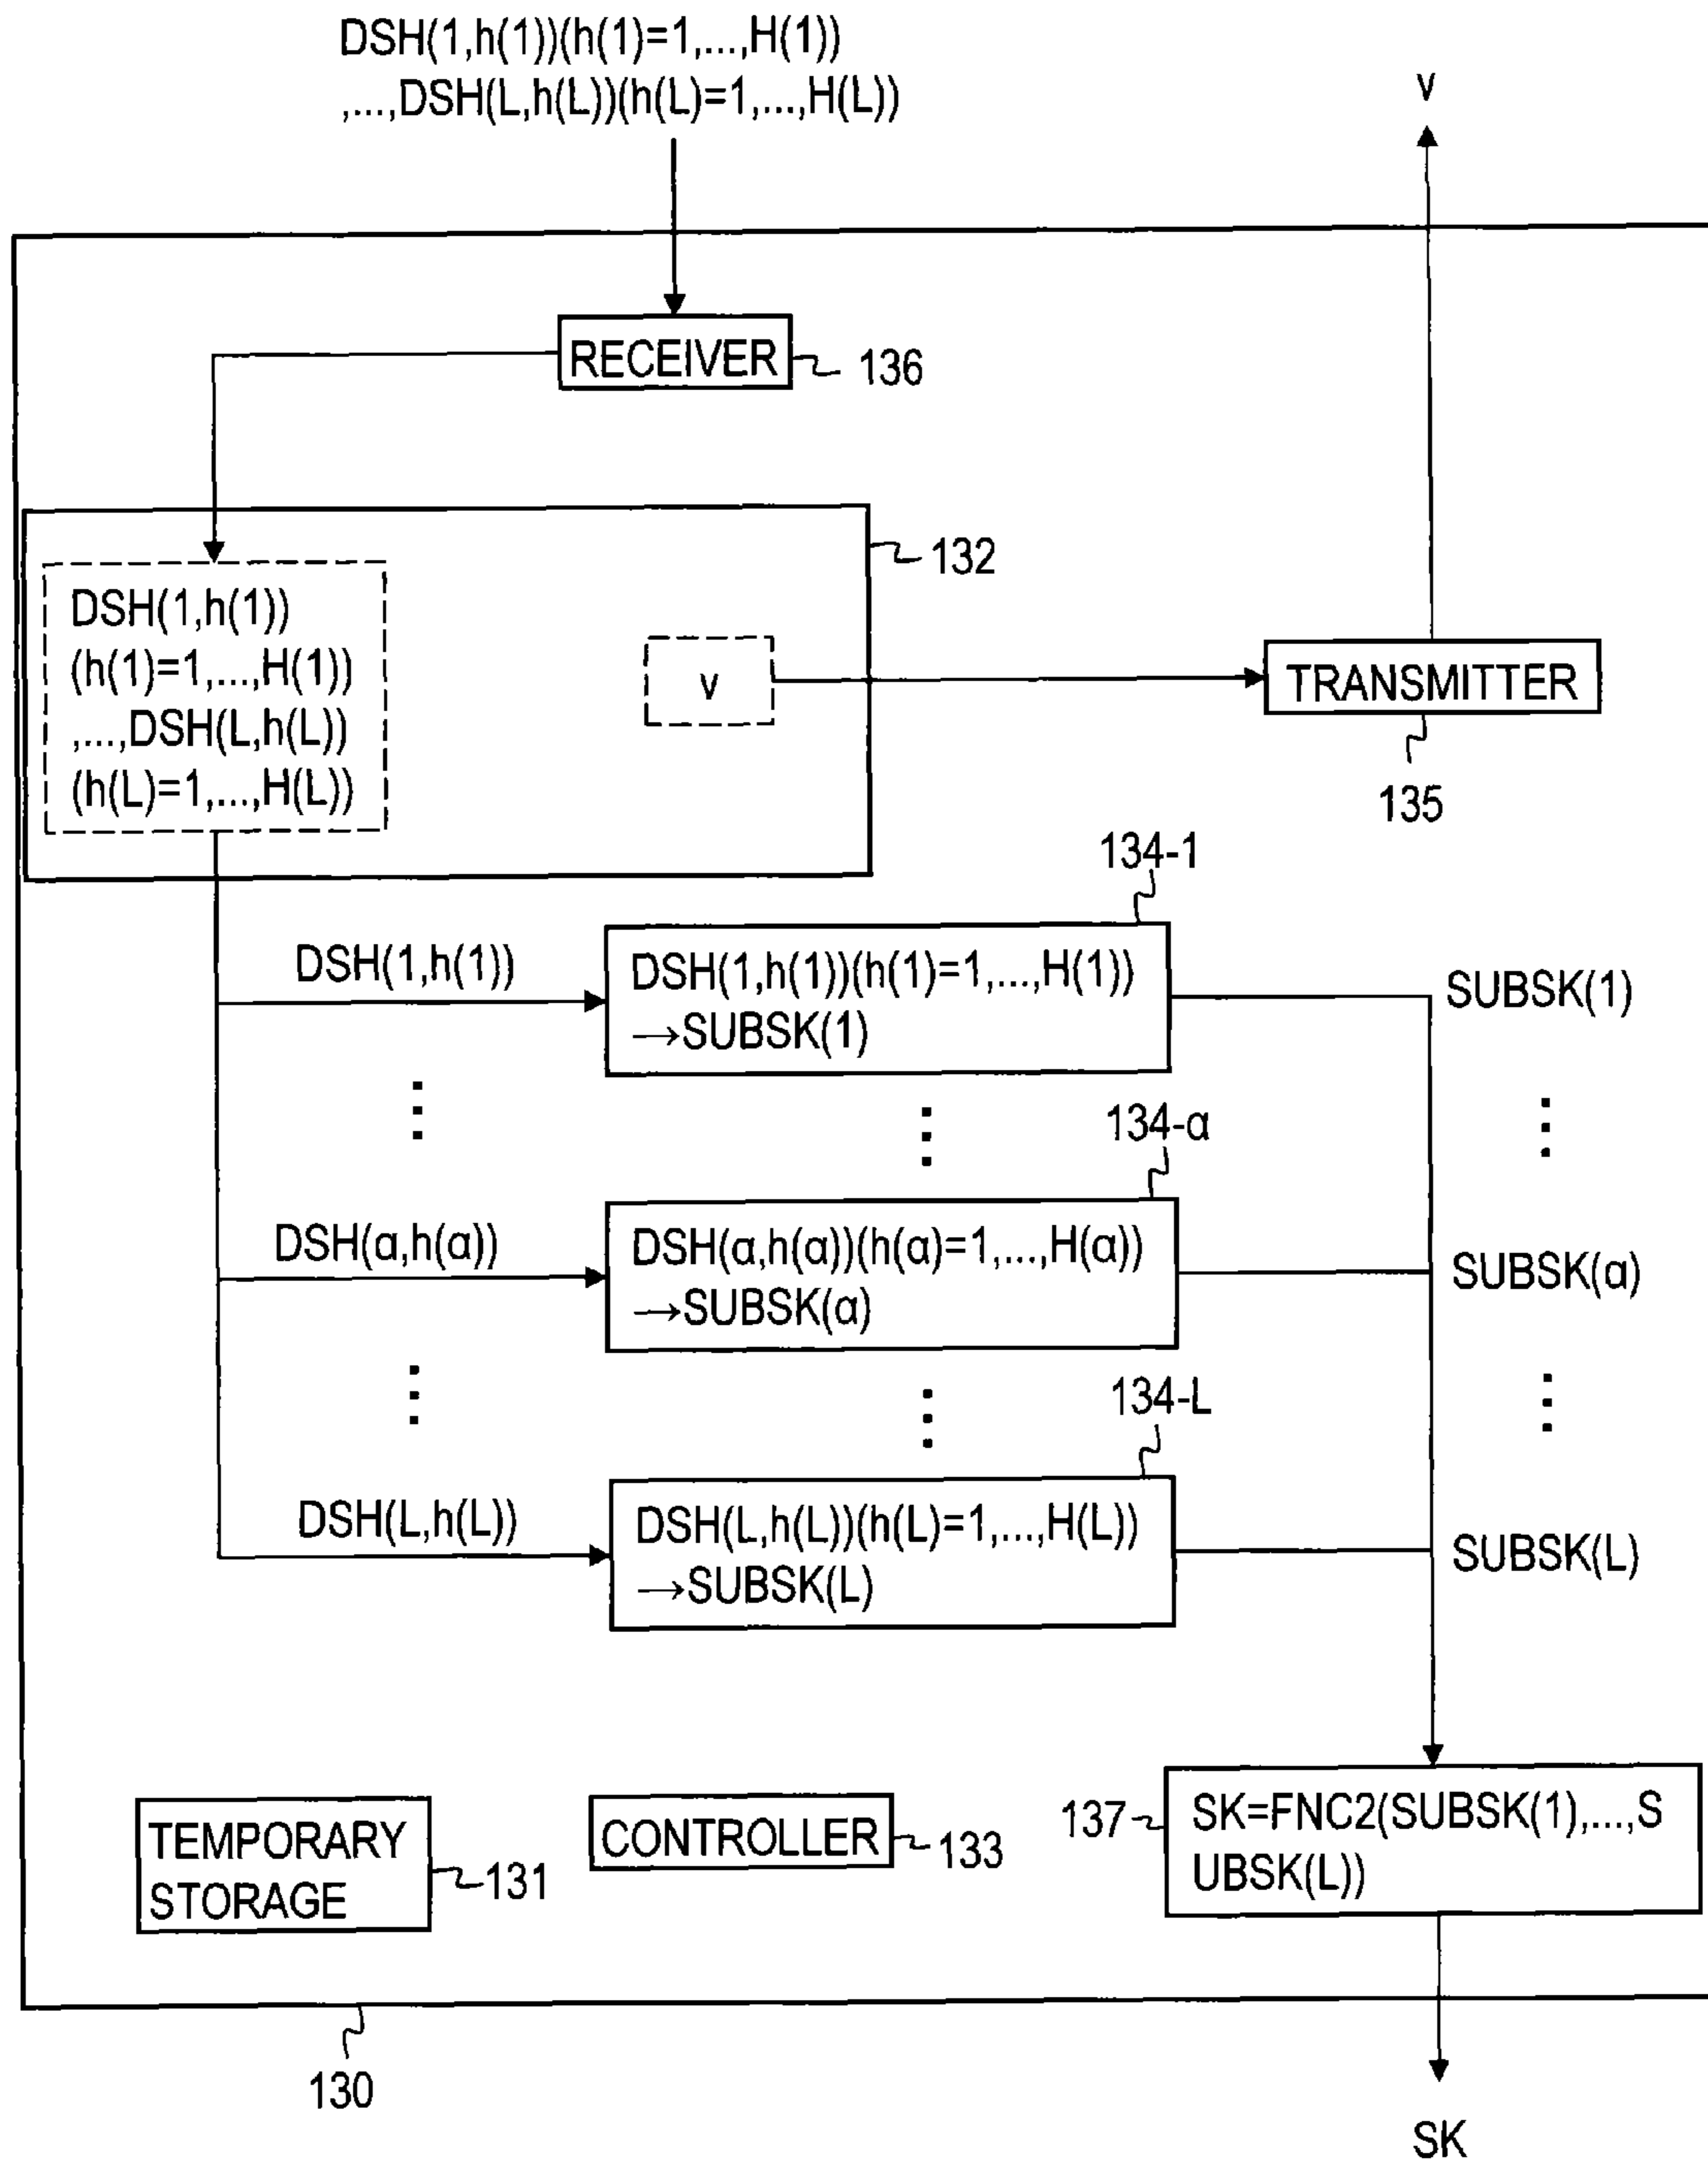 DSH(1,h(1))(h(1)=1,...,H(1))
,...,DSH(L,h(L))(h(L)=1,...,H(L))
v
RECEIVER
136
132
DSH(1,h(1))
(h(1)=1,...,H(1))
,...,DSH(L,h(L))
(h(L)=1,...,H(L))
v
TRANSMITTER
135
134-1
DSH(1,h(1))
DSH(1,h(1))(h(1)=1,...,H(1))
→SUBSK(1)
SUBSK(1)
⋮
⋮
⋮
134-α
DSH(α,h(α))
DSH(α,h(α))(h(α)=1,...,H(α))
→SUBSK(α)
SUBSK(α)
⋮
⋮
⋮
134-L
DSH(L,h(L))
DSH(L,h(L))(h(L)=1,...,H(L))
→SUBSK(L)
SUBSK(L)
TEMPORARY
STORAGE
131
CONTROLLER
133
137
SK=FNC2(SUBSK(1),...,S
UBSK(L))
130
SK